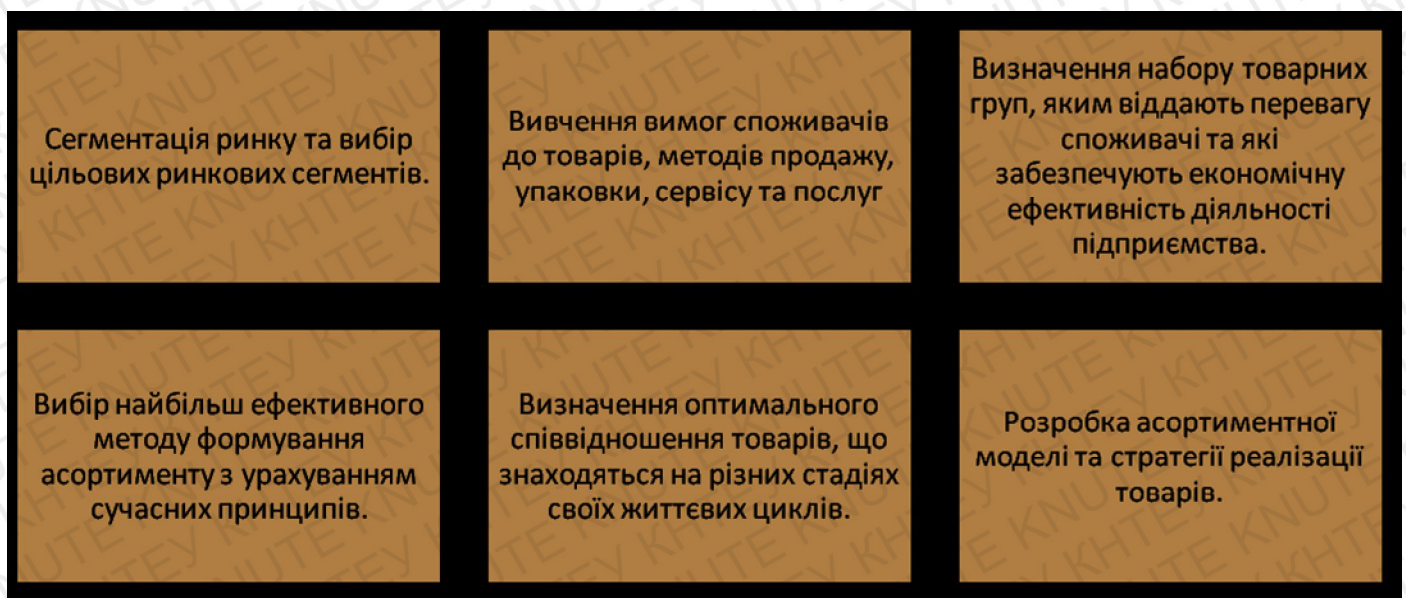 Сегментація ринку та вибір
цільових ринкових сегментів.
Вивчення вимог споживачів
до товарів, методів продажу,
упаковки, сервісу та послуг
Визначення набору товарних
груп, яким віддають перевагу
споживачі та які
забезпечують економічну
ефективність діяльності
підприємства.
Вибір найбільш ефективного
методу формування
асортименту з урахуванням
сучасних принципів.
Визначення оптимального
співвідношення товарів, що
знаходяться на різних стадіях
своїх життєвих циклів.
Розробка асортиментної
моделі та стратегії реалізації
товарів.